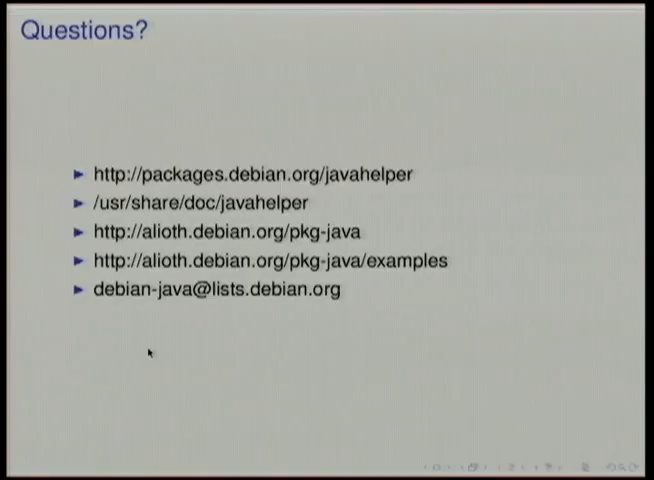 Questions?
http://packages.debian.org/javahelper
/usr/share/doc/javahelper
http://alioth.debian.org/pkg-java
http://alioth.debian.org/pkg-java/examples
debian-java@lists.debian.org